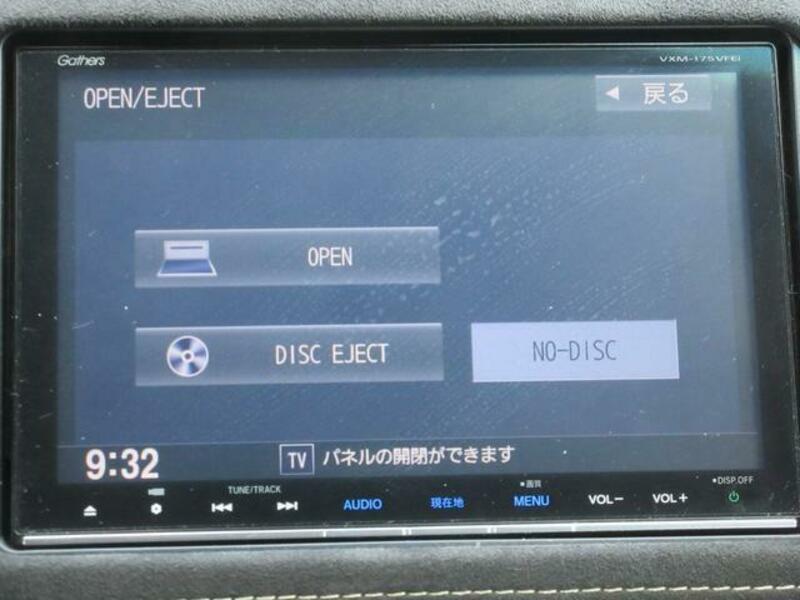 Gathers VXM-175VFEi
OPEN/EJECT 戻る
OPEN
DISC EJECT NO-DISC
9:32 TV パネルの開閉ができます
TUNE/TRACK 画質 DISP.OFF
AUDIO 現在地 MENU VOL− VOL+